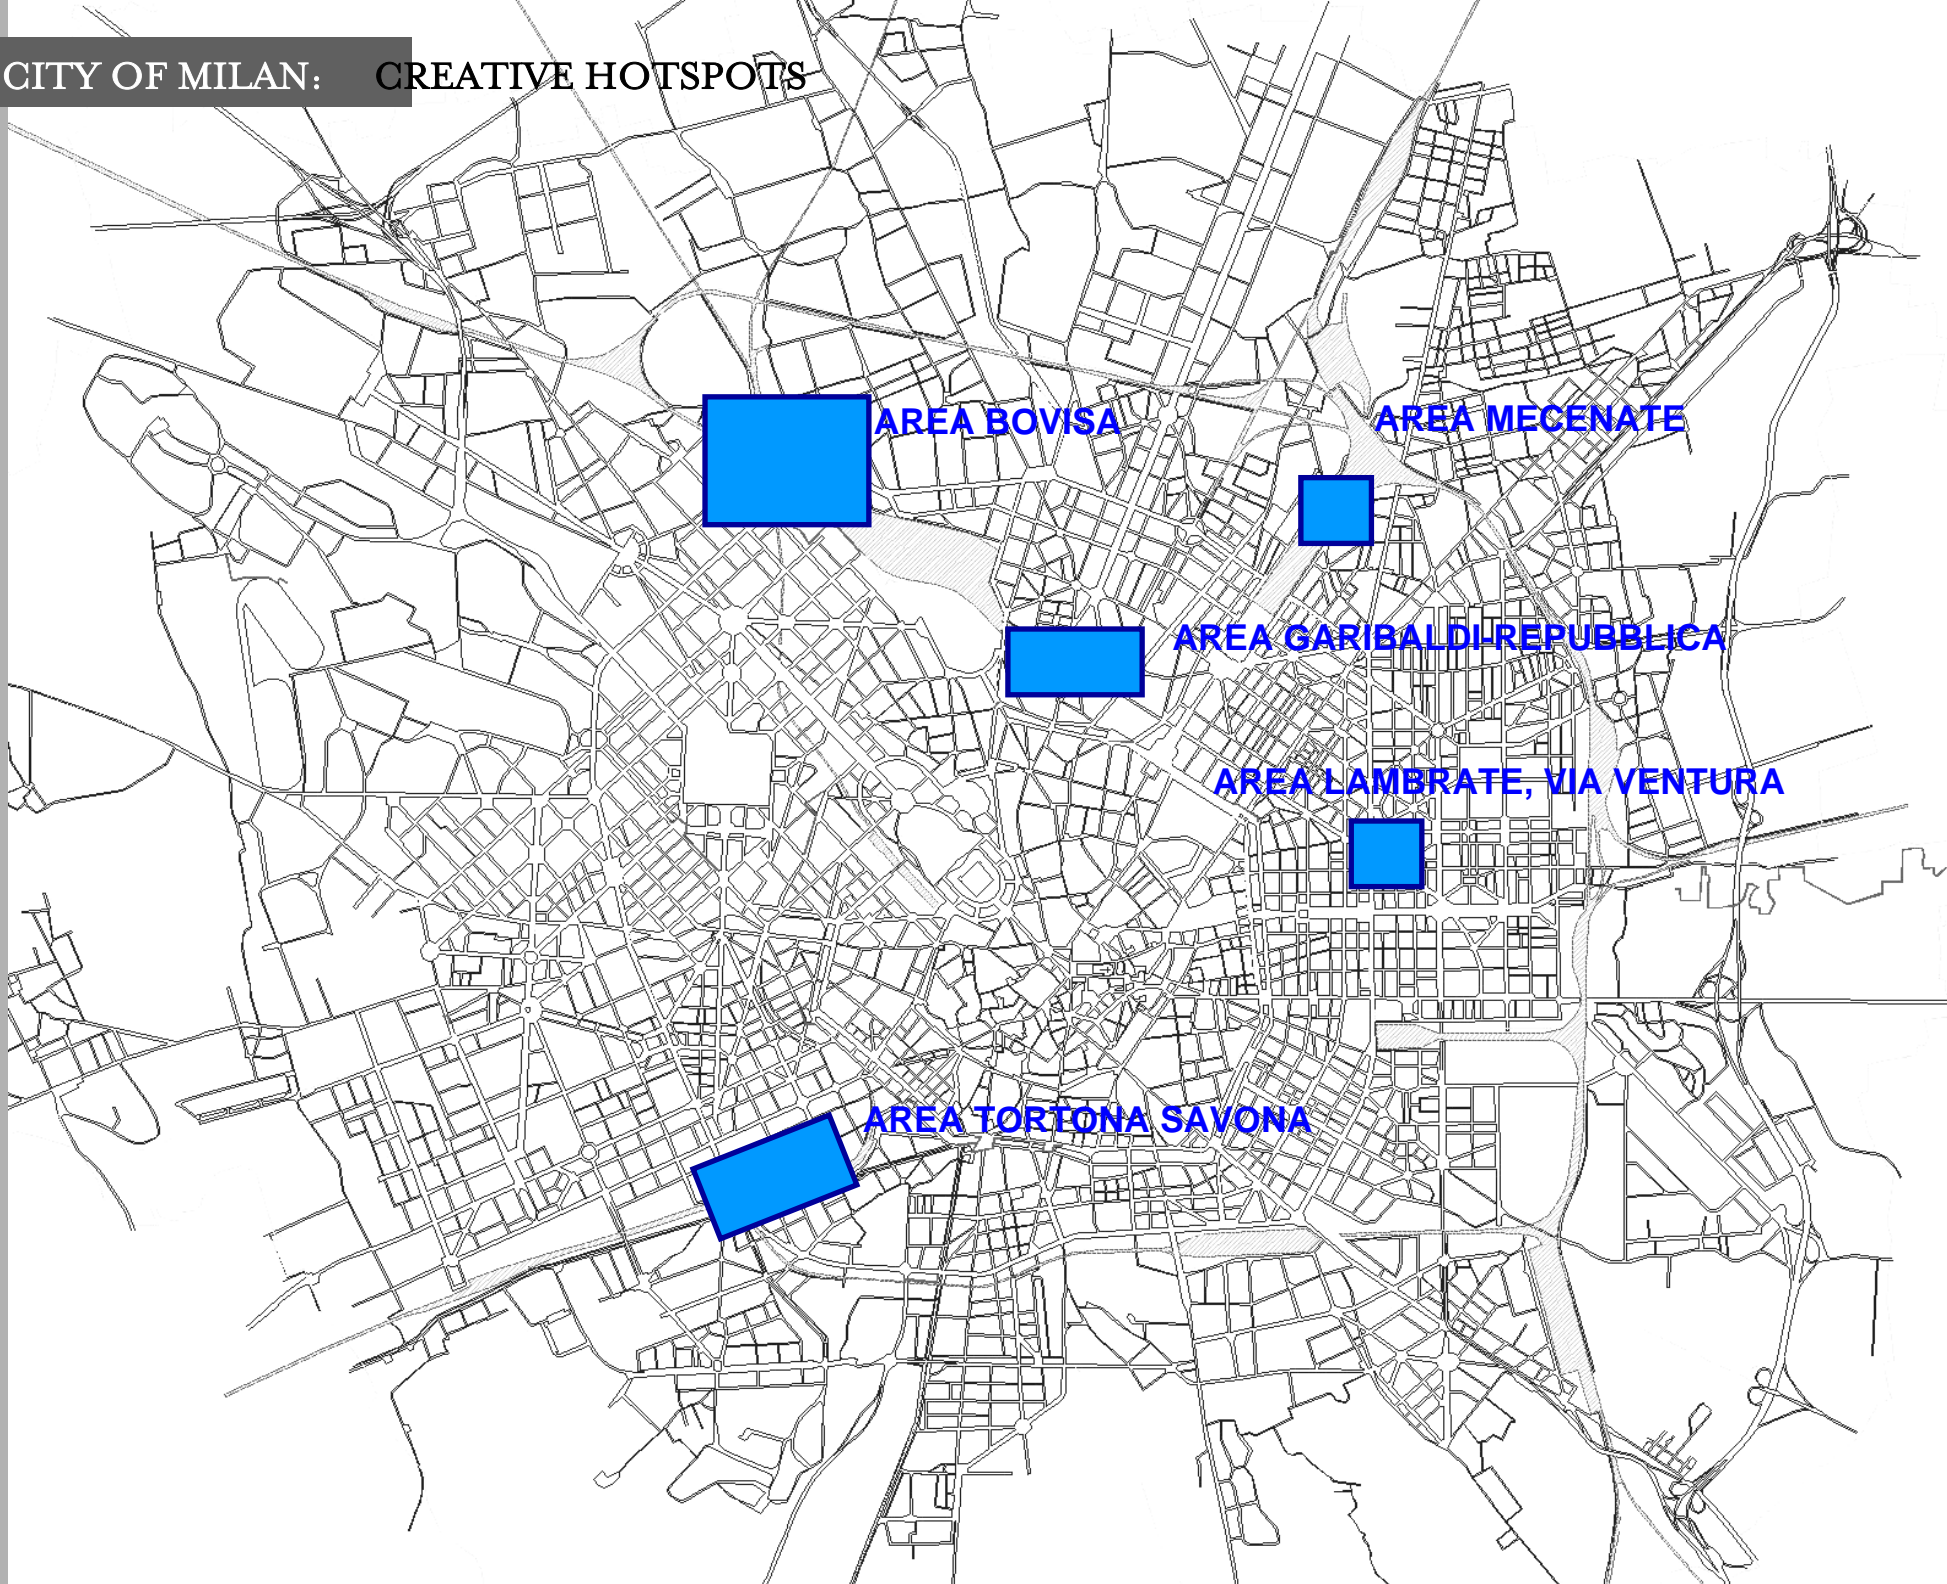 CITY OF MILAN: CREATIVE HOTSPOTS
AREA BOVISA
AREA MECENATE
AREA GARIBALDI-REPUBBLICA
AREA LAMBRATE, VIA VENTURA
AREA TORTONA SAVONA